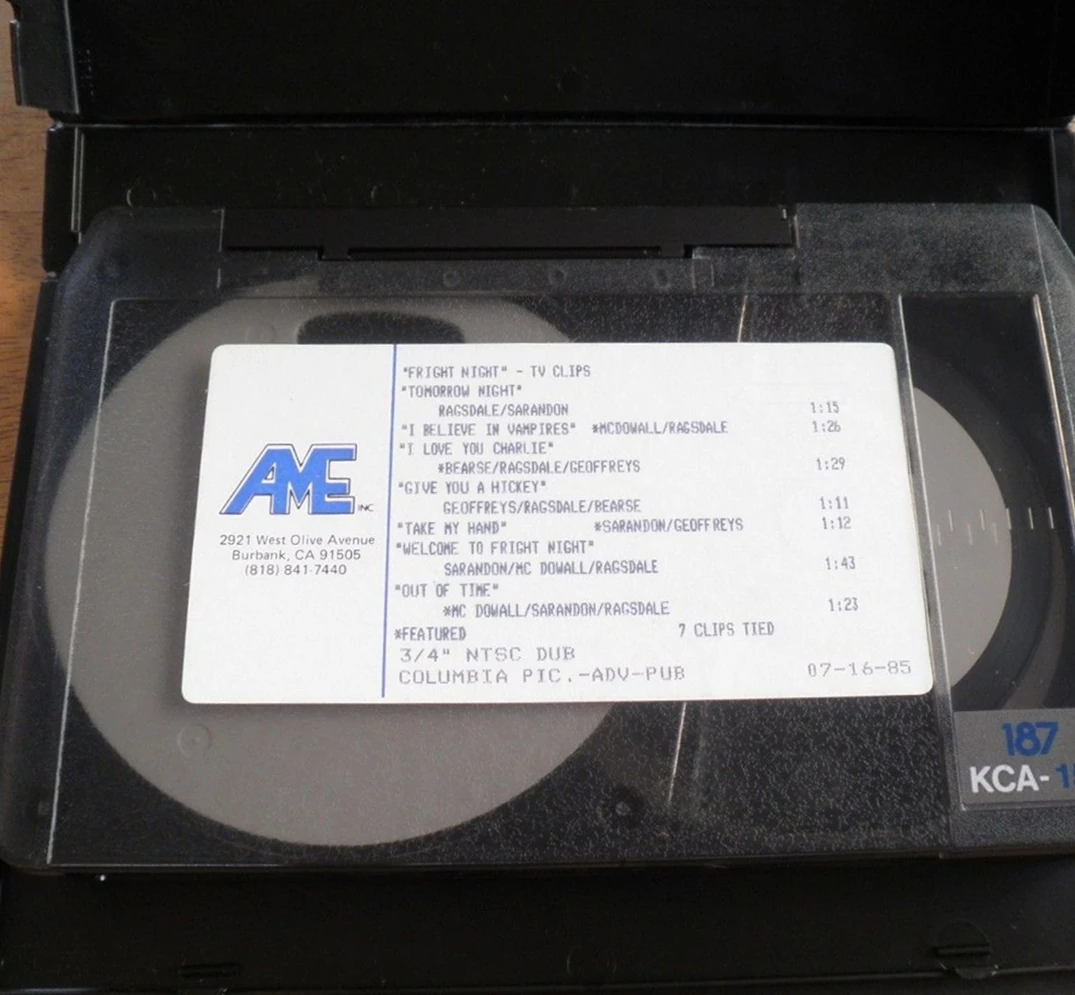 "FRIGHT NIGHT" - TV CLIPS
"TOMORROW NIGHT"
RAGSDALE/SARANDON 1:15
"I BELIEVE IN VAMPIRES" *MCDOWALL/RAGSDALE 1:26
"I LOVE YOU CHARLIE"
*BEARSE/RAGSDALE/GEOFFREYS 1:29
"GIVE YOU A HICKEY"
GEOFFREYS/RAGSDALE/BEARSE 1:11
"TAKE MY HAND" *SARANDON/GEOFFREYS 1:12
"WELCOME TO FRIGHT NIGHT"
SARANDON/MC DOWALL/RAGSDALE 1:43
"OUT OF TIME"
*MC DOWALL/SARANDON/RAGSDALE 1:23
*FEATURED 7 CLIPS TIED
3/4" NTSC DUB
COLUMBIA PIC.-ADV-PUB 07-16-85
AME INC
2921 West Olive Avenue
Burbank, CA 91505
(818) 841-7440
187
KCA-